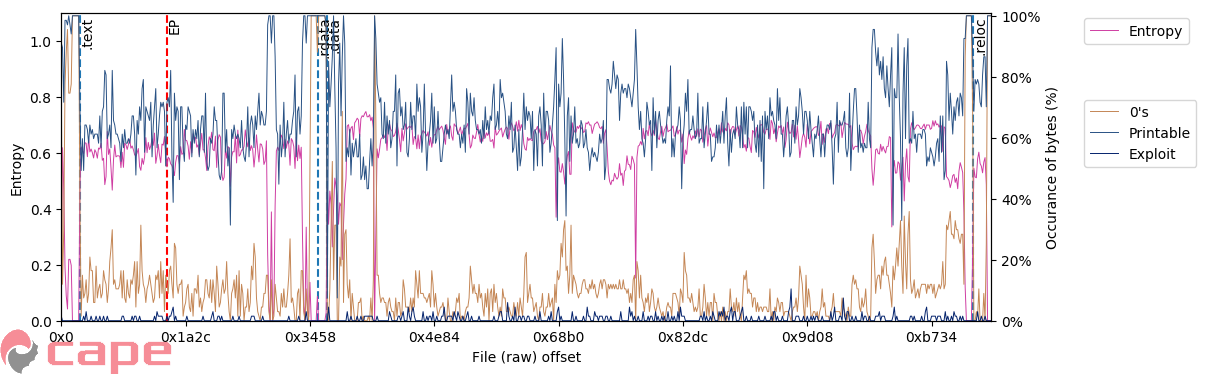 .text
EP
.rdata
.data
.reloc
1.0
0.8
0.6
0.4
0.2
0.0
Entropy
100%
80%
60%
40%
20%
0%
Occurance of bytes (%)
0x0
0x1a2c
0x3458
0x4e84
0x68b0
0x82dc
0x9d08
0xb734
File (raw) offset
Entropy
0's
Printable
Exploit
cape